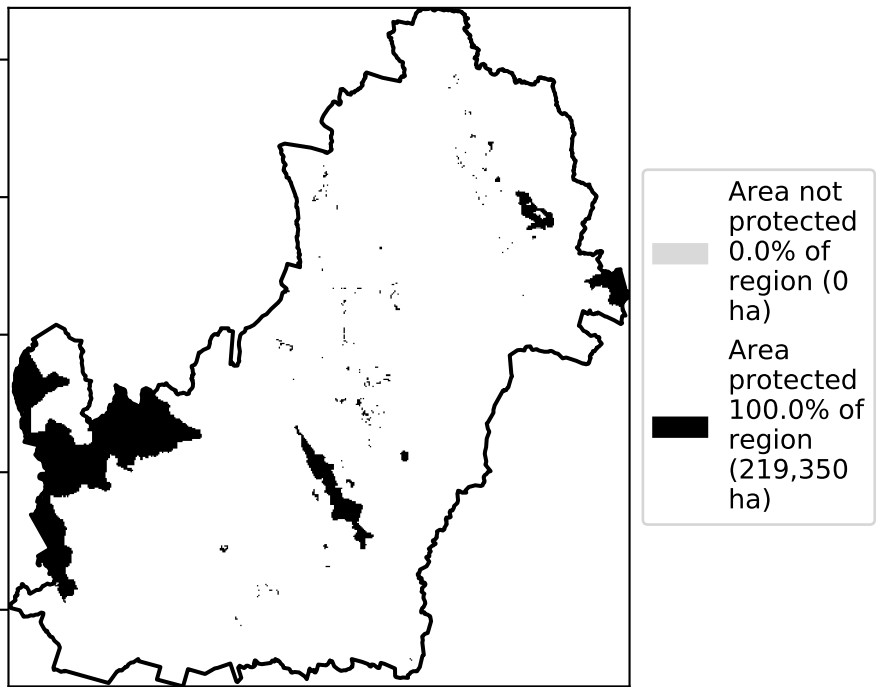 Area not
protected
0.0% of
region (0
ha)
Area
protected
100.0% of
region
(219,350
ha)